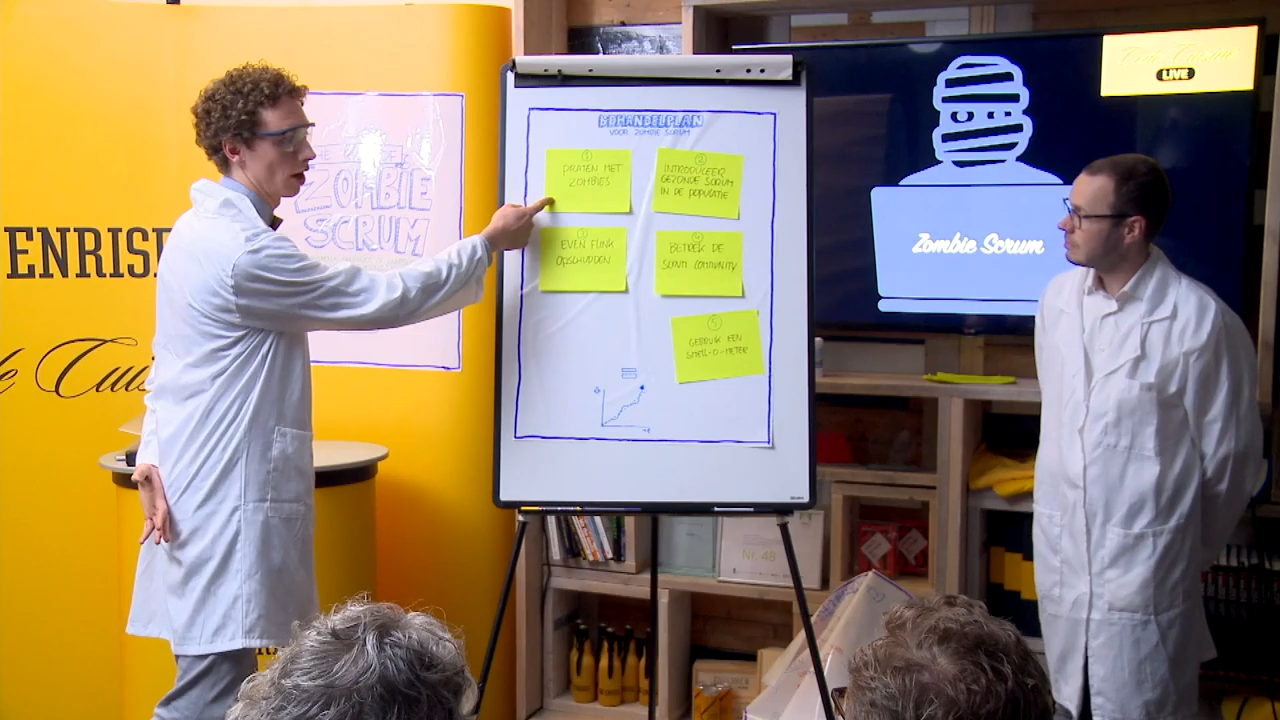 ENRISE
ZOMBIE
SCRUM
BEHANDELPLAN
VOOR ZOMBIE SCRUM
1
PRATEN MET
ZOMBIES
2
INTRODUCEER
GEZONDE SCRUM
IN DE POPULATIE
3
EVEN FLINK
OPSCHUDDEN
4
BETREK DE
SCRUM COMMUNITY
5
GEBRUIK EEN
SMELL-O-METER
LIVE
Zombie Scrum
Nr. 48